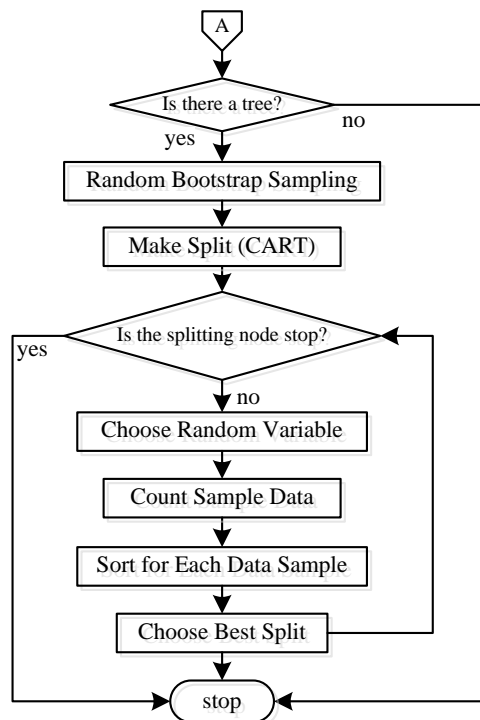 A
Is there a tree?
no
yes
Random Bootstrap Sampling
Make Split (CART)
Is the splitting node stop?
yes
no
Choose Random Variable
Count Sample Data
Sort for Each Data Sample
Choose Best Split
stop